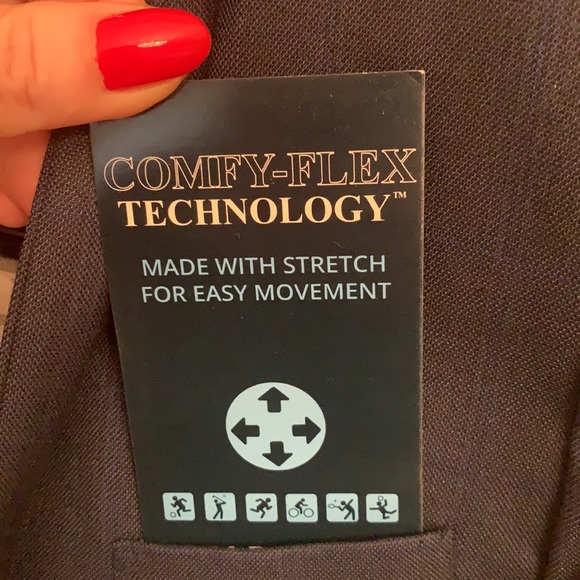 COMFY-FLEX
TECHNOLOGY™
MADE WITH STRETCH
FOR EASY MOVEMENT